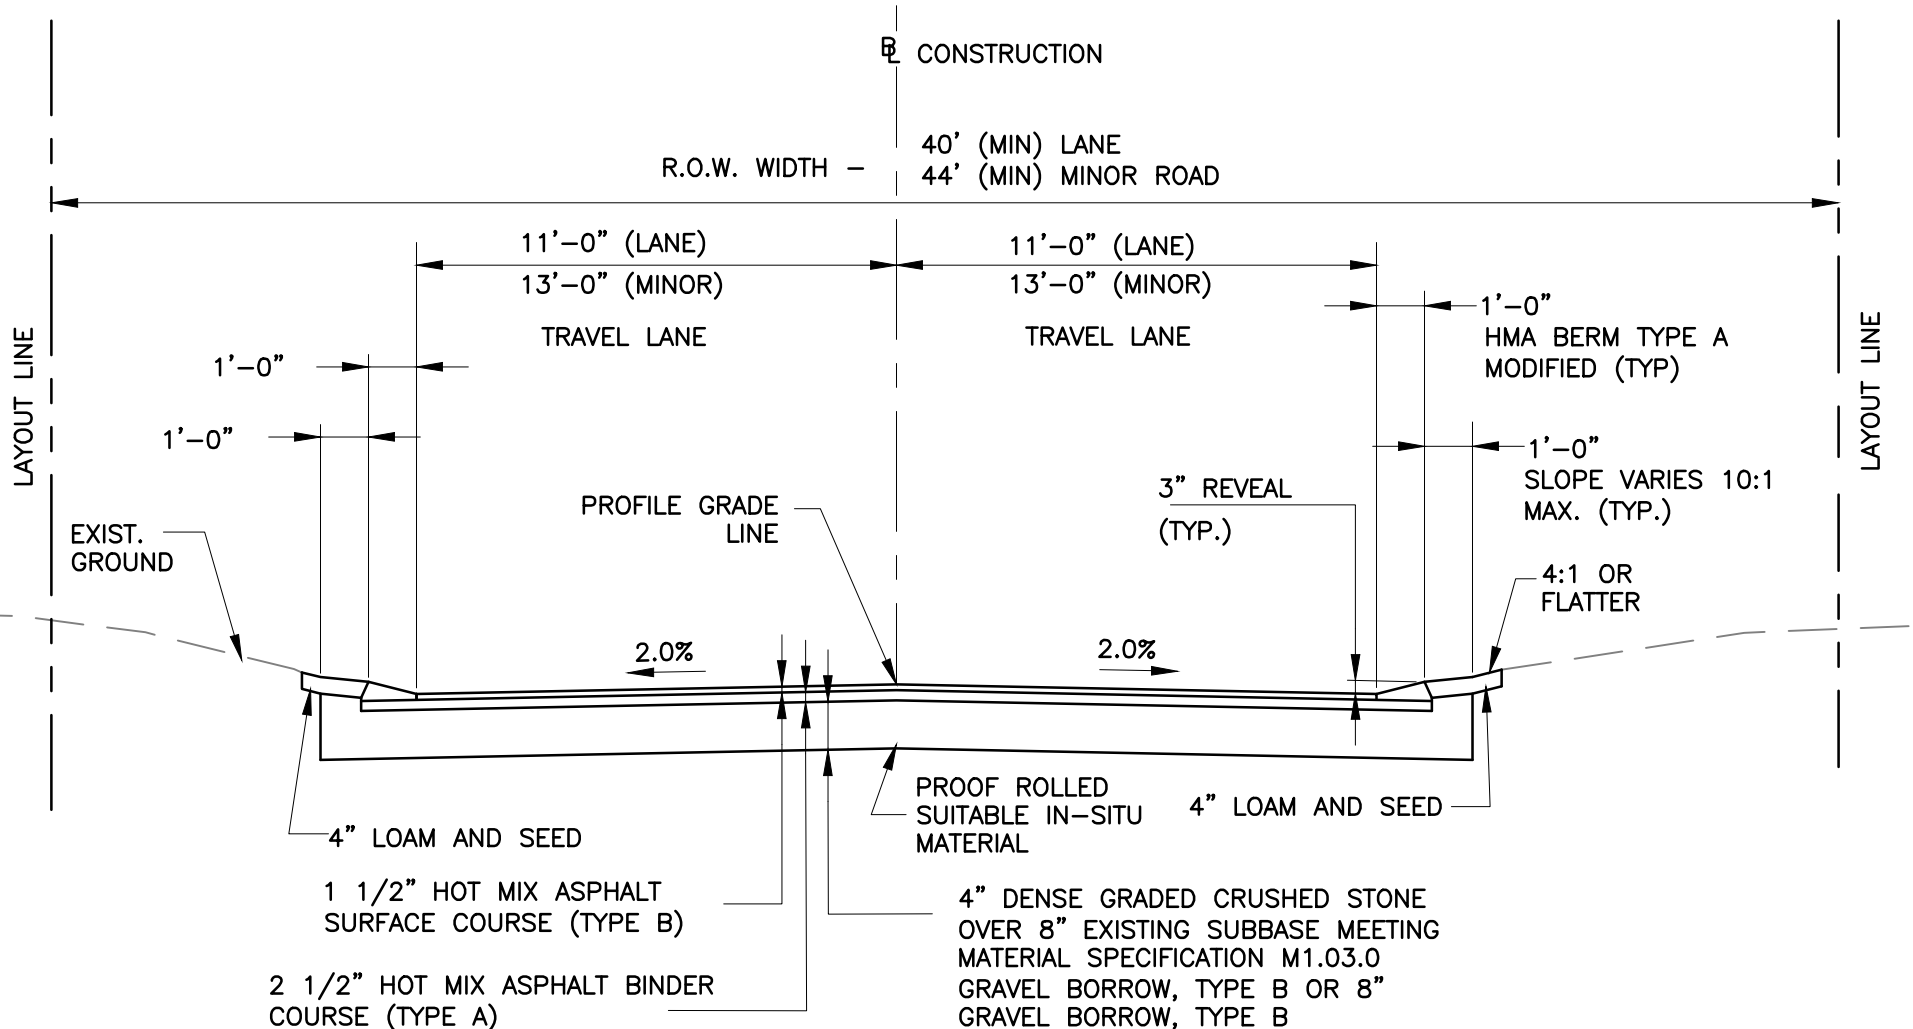 BL CONSTRUCTION
40' (MIN) LANE
R.O.W. WIDTH –
44' (MIN) MINOR ROAD
11'–0" (LANE)
11'–0" (LANE)
13'–0" (MINOR)
13'–0" (MINOR)
1'–0"
HMA BERM TYPE A
MODIFIED (TYP)
TRAVEL LANE
TRAVEL LANE
LAYOUT LINE
LAYOUT LINE
1'–0"
1'–0"
1'–0"
SLOPE VARIES 10:1
MAX. (TYP.)
3" REVEAL
(TYP.)
PROFILE GRADE
LINE
EXIST.
GROUND
4:1 OR
FLATTER
2.0%
2.0%
PROOF ROLLED
SUITABLE IN–SITU
MATERIAL
4" LOAM AND SEED
4" LOAM AND SEED
1 1/2" HOT MIX ASPHALT
SURFACE COURSE (TYPE B)
4" DENSE GRADED CRUSHED STONE
OVER 8" EXISTING SUBBASE MEETING
MATERIAL SPECIFICATION M1.03.0
GRAVEL BORROW, TYPE B OR 8"
GRAVEL BORROW, TYPE B
2 1/2" HOT MIX ASPHALT BINDER
COURSE (TYPE A)